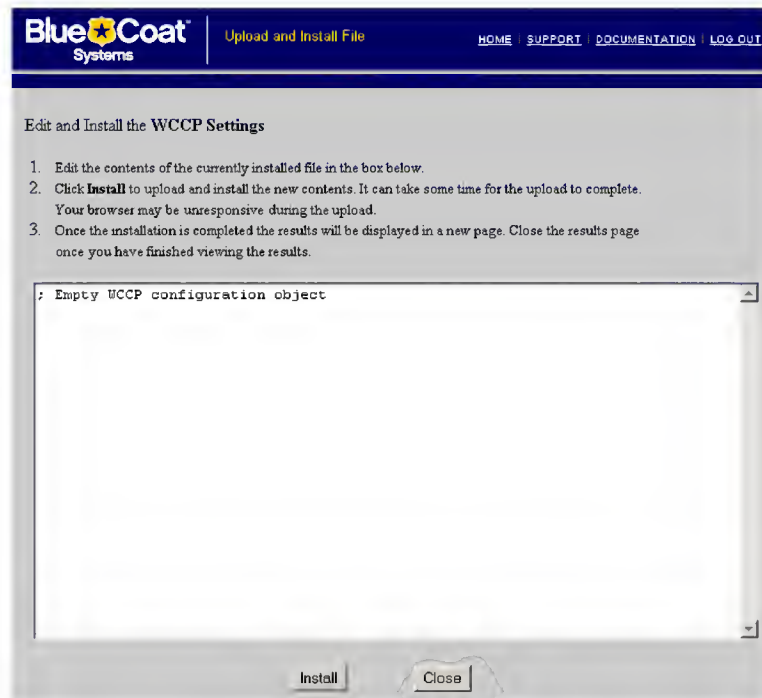 Blue Coat™
Systems
Upload and Install File
HOME | SUPPORT | DOCUMENTATION | LOG OUT
Edit and Install the WCCP Settings
1. Edit the contents of the currently installed file in the box below.
2. Click Install to upload and install the new contents. It can take some time for the upload to complete.
Your browser may be unresponsive during the upload.
3. Once the installation is completed the results will be displayed in a new page. Close the results page
once you have finished viewing the results.
; Empty WCCP configuration object
Install
Close